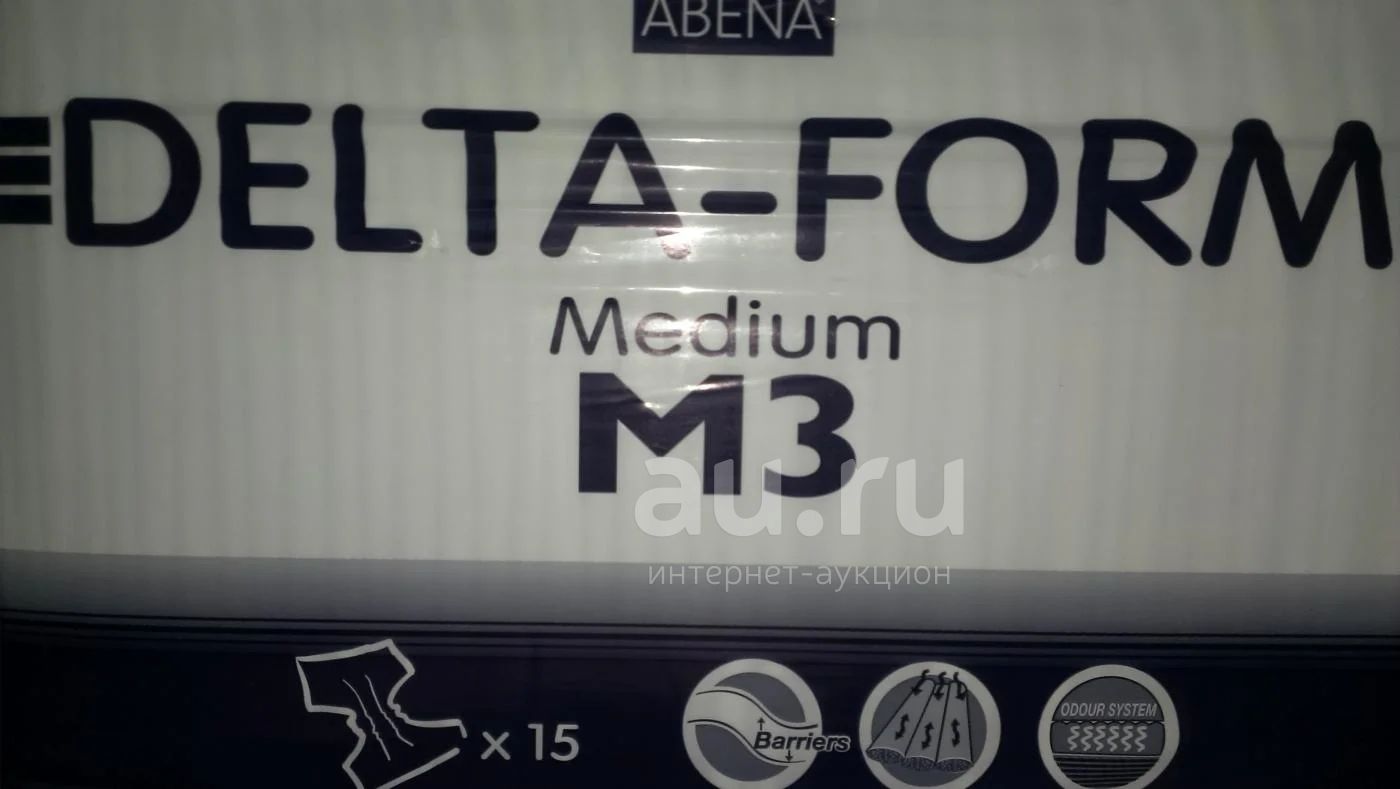 ABENA
DELTA-FORM
Medium
M3
au.ru
интернет-аукцион
x 15
Barriers
ODOUR SYSTEM